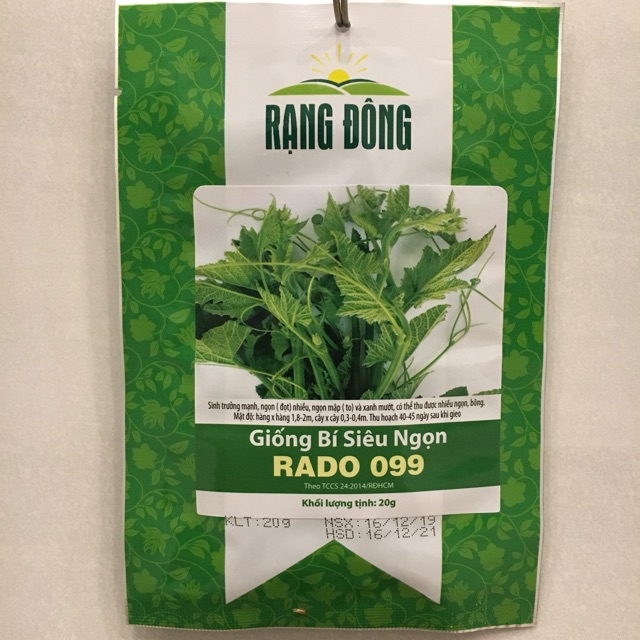 RẠNG ĐÔNG
Sinh trưởng mạnh, ngọn ( đọt) nhiều, ngọn mập ( to) và xanh mướt, có thể thu được nhiều ngọn, bông.
Mật độ: hàng x hàng 1,8-2m, cây x cây 0,3-0,4m. Thu hoạch 40-45 ngày sau khi gieo
Giống Bí Siêu Ngọn
RADO 099
Theo TCCS 24:2014/RĐHCM
Khối lượng tịnh: 20g
KLT:20g NSX:16/12/19
HSD:16/12/21